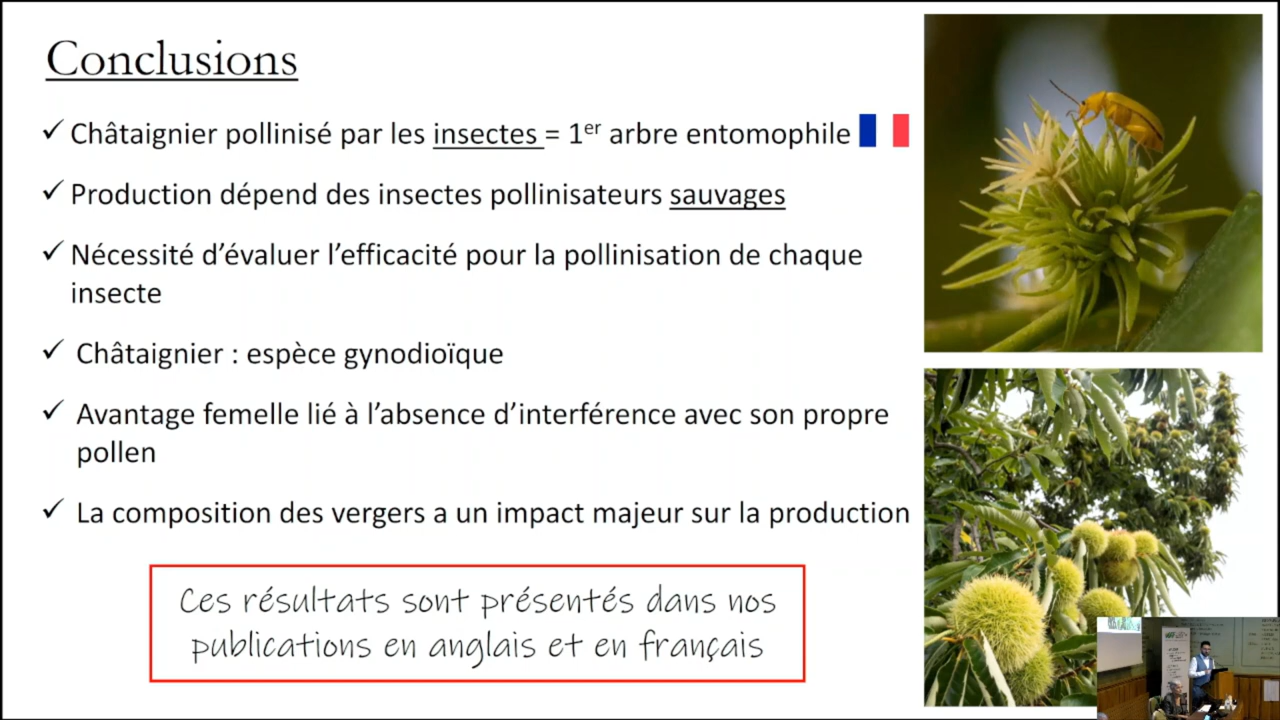 Conclusions
✓ Châtaignier pollinisé par les insectes = 1er arbre entomophile
✓ Production dépend des insectes pollinisateurs sauvages
✓ Nécessité d'évaluer l'efficacité pour la pollinisation de chaque
insecte
✓ Châtaignier : espèce gynodioïque
✓ Avantage femelle lié à l'absence d'interférence avec son propre
pollen
✓ La composition des vergers a un impact majeur sur la production
Ces résultats sont présentés dans nos
publications en anglais et en français